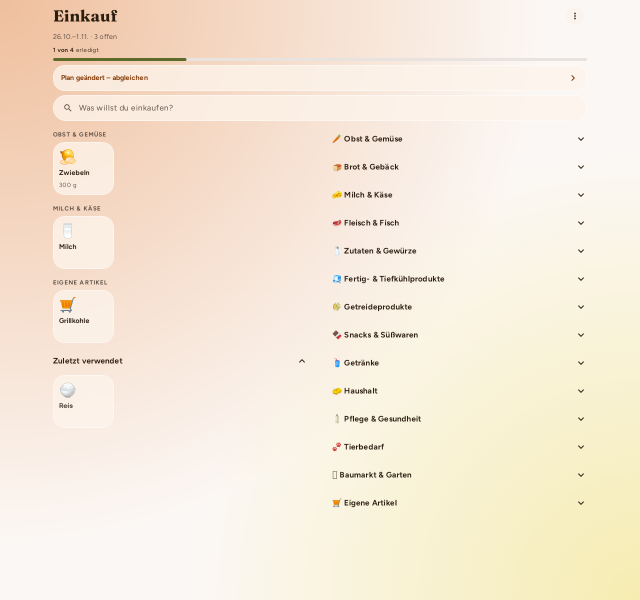 Einkauf
26.10.–1.11. · 3 offen
1 von 4 erledigt
Plan geändert – abgleichen
Was willst du einkaufen?
OBST & GEMÜSE
Zwiebeln
300 g
MILCH & KÄSE
Milch
EIGENE ARTIKEL
Grillkohle
Zuletzt verwendet
Reis
Obst & Gemüse
Brot & Gebäck
Milch & Käse
Fleisch & Fisch
Zutaten & Gewürze
Fertig- & Tiefkühlprodukte
Getreideprodukte
Snacks & Süßwaren
Getränke
Haushalt
Pflege & Gesundheit
Tierbedarf
Baumarkt & Garten
Eigene Artikel